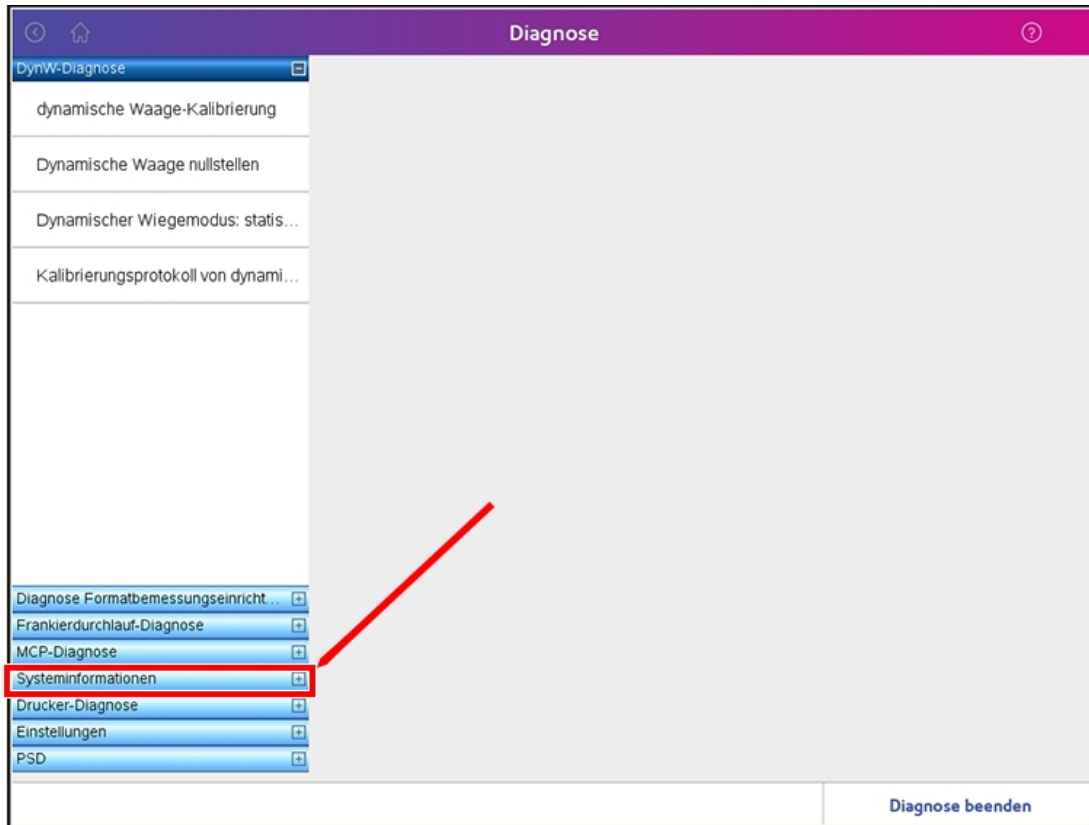 Diagnose
DynW-Diagnose
dynamische Waage-Kalibrierung
Dynamische Waage nullstellen
Dynamischer Wiegemodus: statis...
Kalibrierungsprotokoll von dynami...
Diagnose Formatbemessungseinricht...
Frankierdurchlauf-Diagnose
MCP-Diagnose
Systeminformationen
Drucker-Diagnose
Einstellungen
PSD
Diagnose beenden